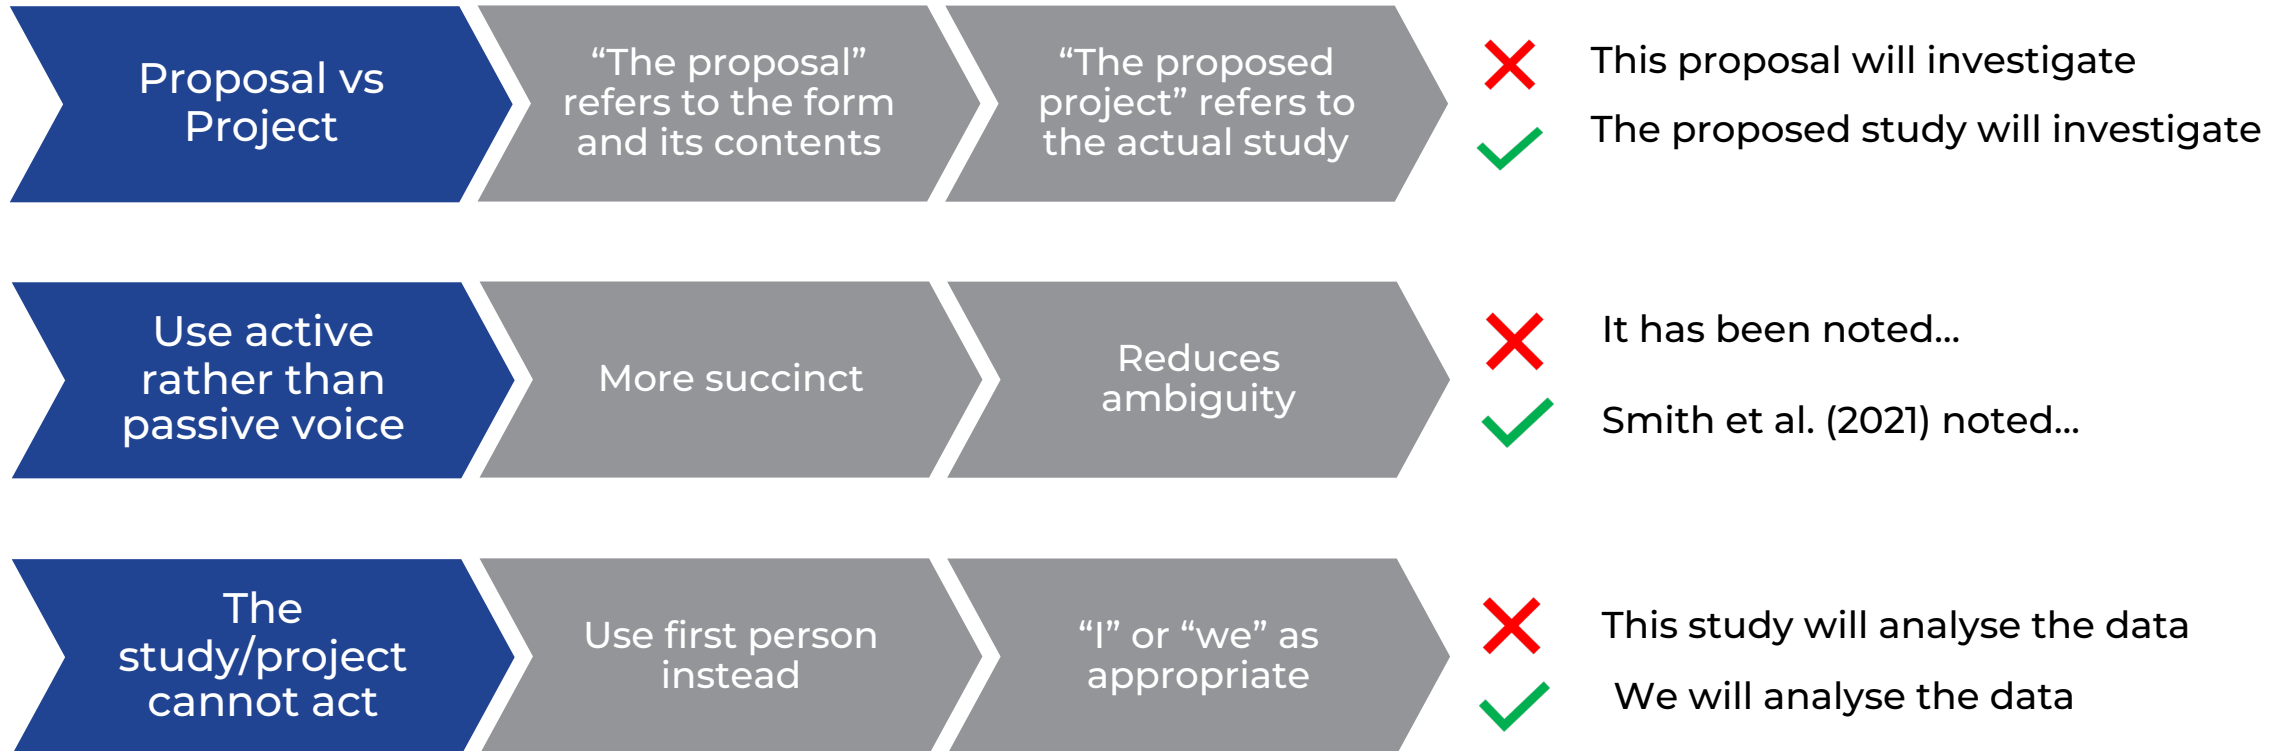 Proposal vs
Project
“The proposal”
refers to the form
and its contents
“The proposed
project” refers to
the actual study
This proposal will investigate
The proposed study will investigate
Use active
rather than
passive voice
More succinct
Reduces
ambiguity
It has been noted...
Smith et al. (2021) noted...
The
study/project
cannot act
Use first person
instead
“I” or “we” as
appropriate
This study will analyse the data
We will analyse the data